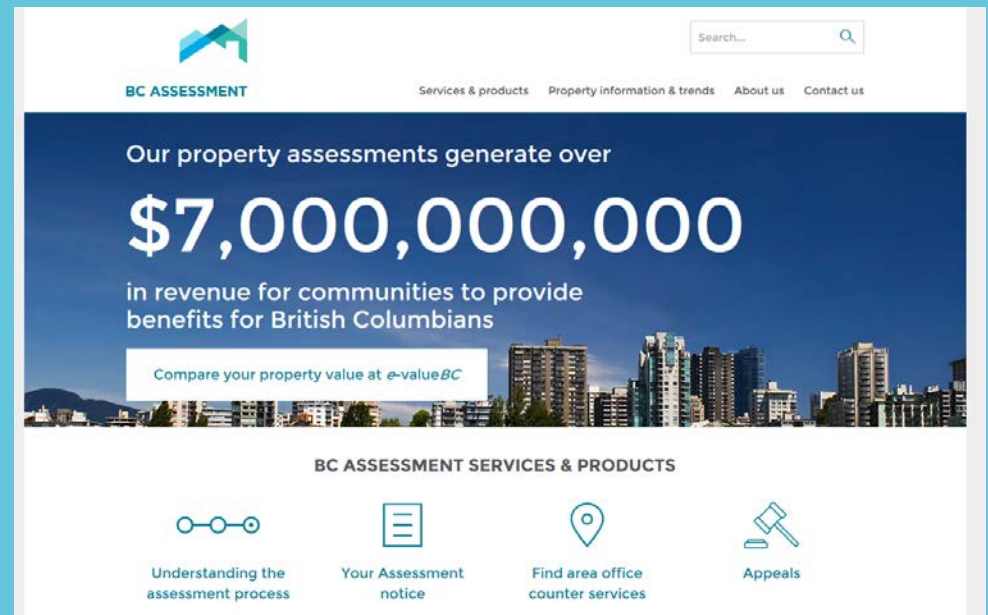 BC ASSESSMENT
Search...
Services & products Property information & trends About us Contact us
Our property assessments generate over
$7,000,000,000
in revenue for communities to provide
benefits for British Columbians
Compare your property value at e-valueBC
BC ASSESSMENT SERVICES & PRODUCTS
Understanding the
assessment process
Your Assessment
notice
Find area office
counter services
Appeals